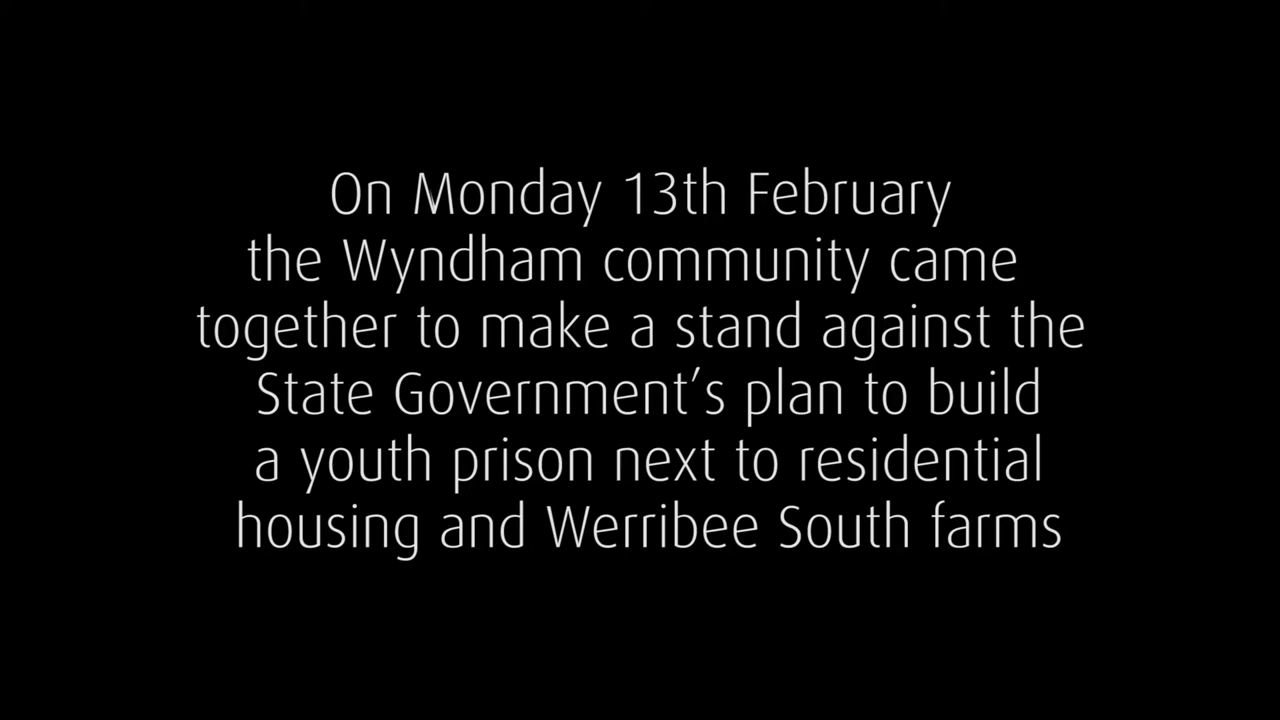 On Monday 13th February
the Wyndham community came
together to make a stand against the
State Government’s plan to build
a youth prison next to residential
housing and Werribee South farms